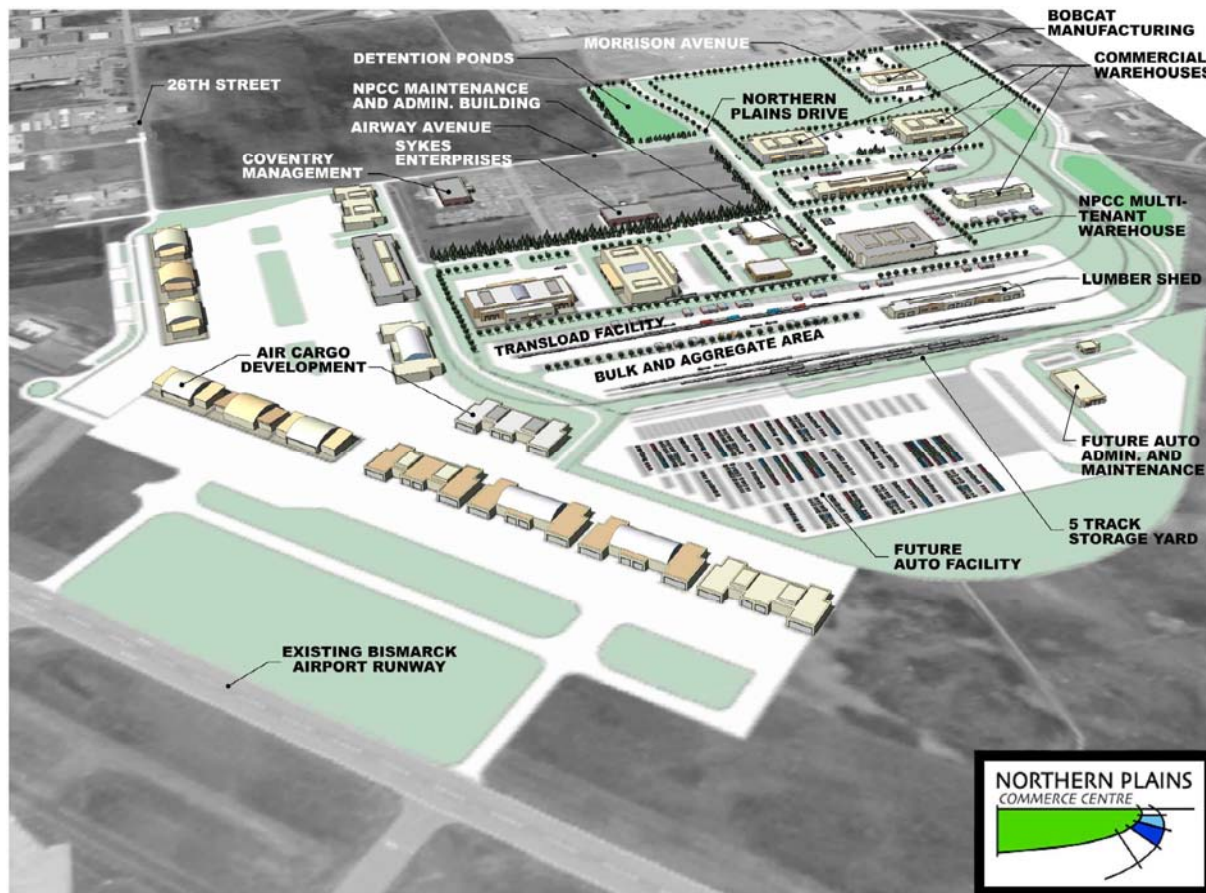 BOBCAT
MANUFACTURING
MORRISON AVENUE
COMMERCIAL
WAREHOUSES
DETENTION PONDS
26TH STREET
NPCC MAINTENANCE
AND ADMIN. BUILDING
NORTHERN
PLAINS DRIVE
AIRWAY AVENUE
SYKES
ENTERPRISES
COVENTRY
MANAGEMENT
NPCC MULTI-
TENANT
WAREHOUSE
LUMBER SHED
TRANSLOAD FACILITY
BULK AND AGGREGATE AREA
AIR CARGO
DEVELOPMENT
FUTURE AUTO
ADMIN. AND
MAINTENANCE
5 TRACK
STORAGE YARD
FUTURE
AUTO FACILITY
EXISTING BISMARCK
AIRPORT RUNWAY
NORTHERN PLAINS
COMMERCE CENTRE